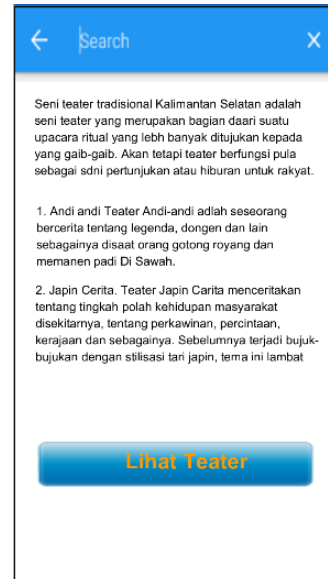 Search
Seni teater tradisional Kalimantan Selatan adalah
seni teater yang merupakan bagian daari suatu
upacara ritual yang lebh banyak ditujukan kepada
yang gaib-gaib. Akan tetapi teater berfungsi pula
sebagai sdni pertunjukan atau hiburan untuk rakyat.
1. Andi andi Teater Andi-andi adlah seseorang
bercerita tentang legenda, dongen dan lain
sebagainya disaat orang gotong royang dan
memanen padi Di Sawah.
2. Japin Cerita. Teater Japin Carita menceritakan
tentang tingkah polah kehidupan masyarakat
disekitarnya, tentang perkawinan, percintaan,
kerajaan dan sebagainya. Sebelumnya terjadi bujuk-
bujukan dengan stilisasi tari japin, tema ini lambat
Lihat Teater